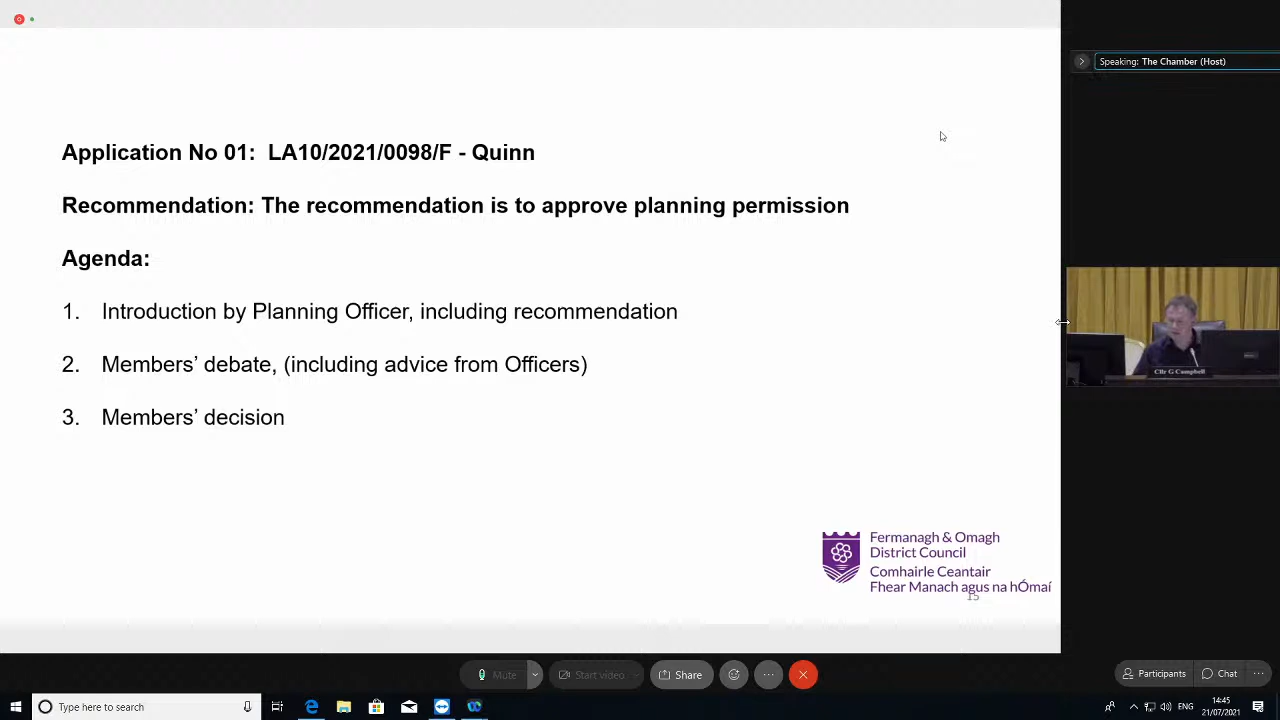 Speaking: The Chamber (Host)
Application No 01: LA10/2021/0098/F - Quinn
Recommendation: The recommendation is to approve planning permission
Agenda:
1. Introduction by Planning Officer, including recommendation
2. Members’ debate, (including advice from Officers)
3. Members’ decision
Cllr G Campbell
Fermanagh & Omagh
District Council
Comhairle Ceantair
Fhear Manach agus na hÓmaí
15
Mute
Start video
Share
Participants
Chat
Type here to search
ENG
14:45
21/07/2021